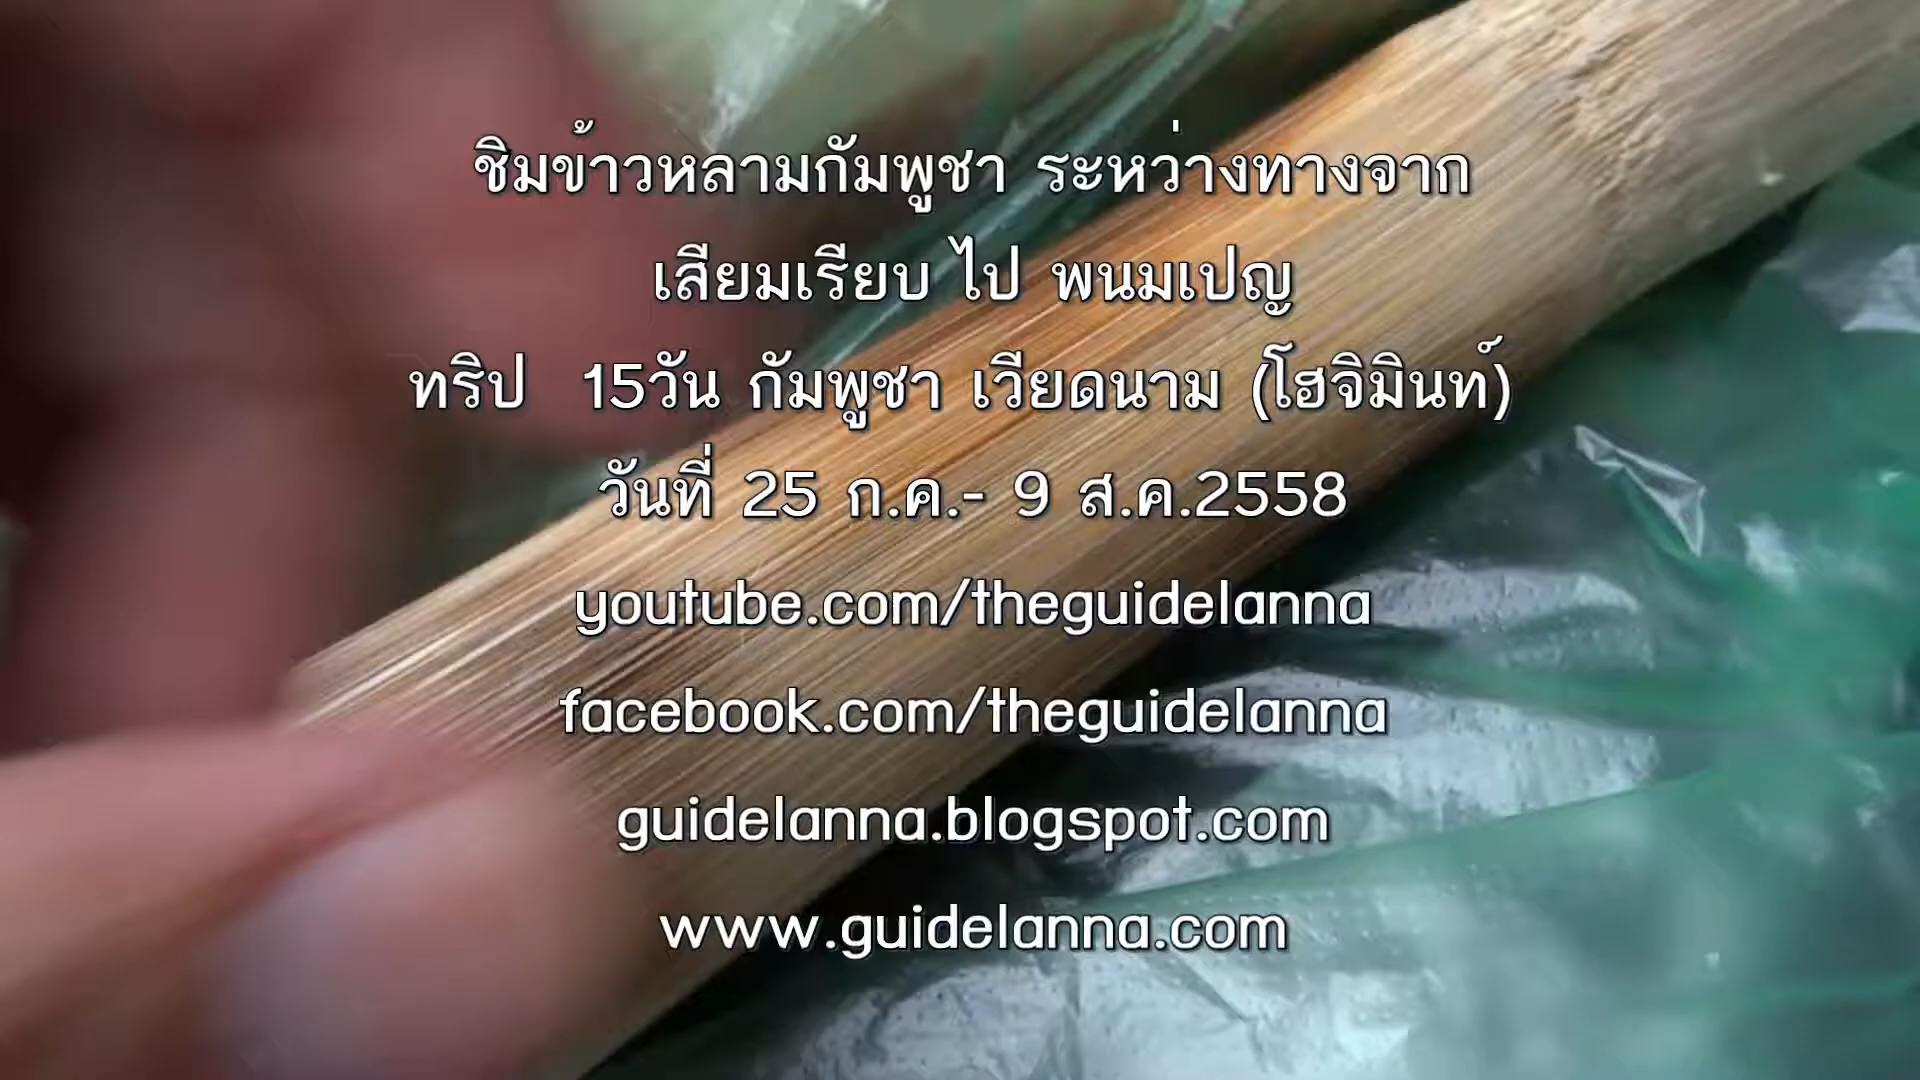 ชิมข้าวหลามกัมพูชา ระหว่างทางจาก
เสียมเรียบ ไป พนมเปญ
ทริป 15วัน กัมพูชา เวียดนาม (โฮจิมินท์)
วันที่ 25 ก.ค.- 9 ส.ค.2558
youtube.com/theguidelanna
facebook.com/theguidelanna
guidelanna.blogspot.com
www.guidelanna.com